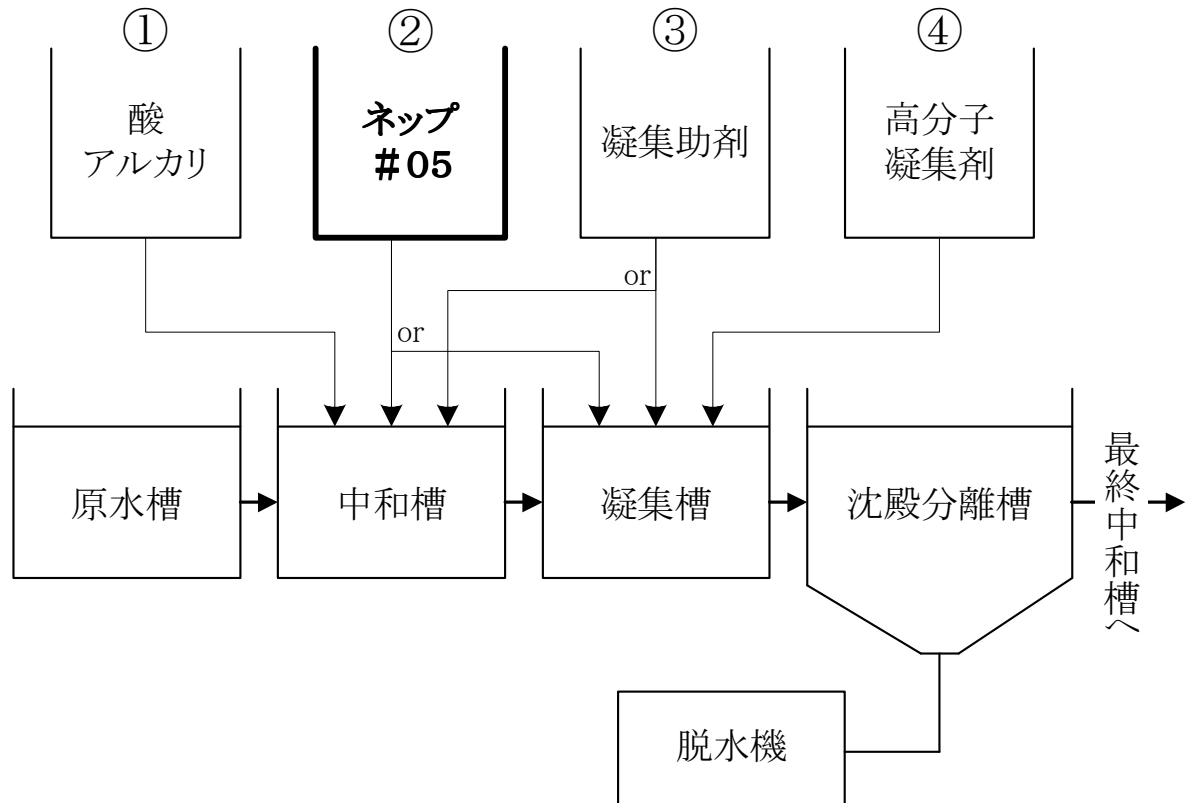 ①
②
③
④
酸
アルカリ
ネップ
＃05
凝集助剤
高分子
凝集剤
or
or
原水槽
中和槽
凝集槽
沈殿分離槽
最終中和槽へ
脱水機